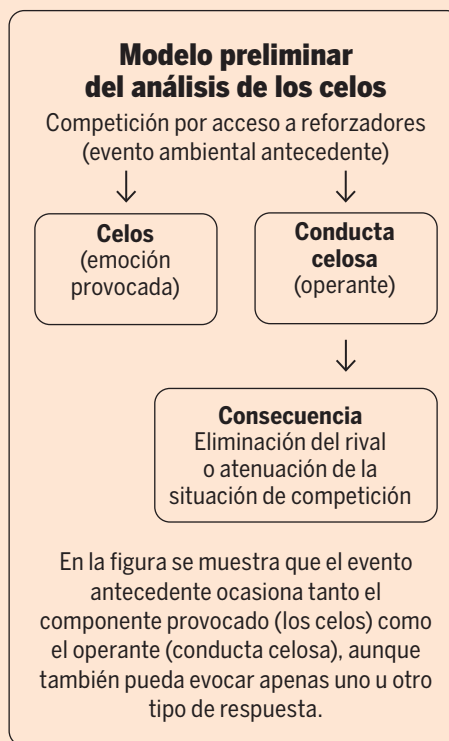 Modelo preliminar
del análisis de los celos
Competición por acceso a reforzadores
(evento ambiental antecedente)
Celos
(emoción
provocada)
Conducta
celosa
(operante)
Consecuencia
Eliminación del rival
o atenuación de la
situación de competición
En la figura se muestra que el evento
antecedente ocasiona tanto el
componente provocado (los celos) como
el operante (conducta celosa), aunque
también pueda evocar apenas uno u otro
tipo de respuesta.